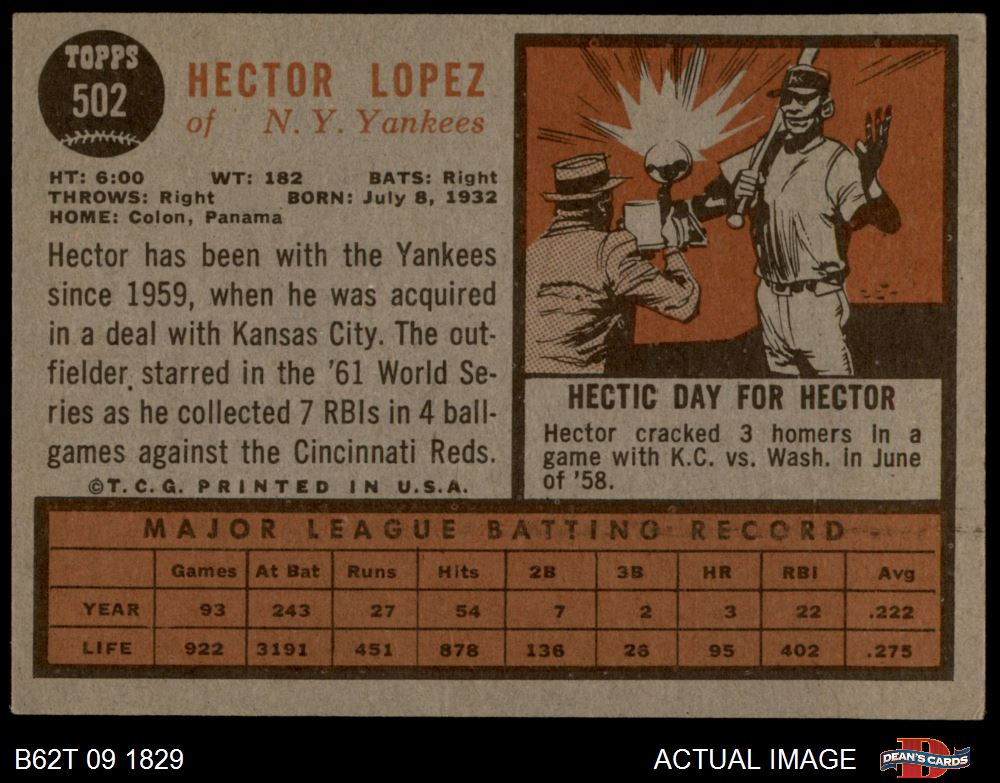 TOPPS
502
HECTOR LOPEZ
of N. Y. Yankees
HT: 6:00 WT: 182 BATS: Right
THROWS: Right BORN: July 8, 1932
HOME: Colon, Panama
Hector has been with the Yankees
since 1959, when he was acquired
in a deal with Kansas City. The out-
fielder, starred in the '61 World Se-
ries as he collected 7 RBIs in 4 ball-
games against the Cincinnati Reds.
©T. C. G. PRINTED IN U.S.A.
KC
HECTIC DAY FOR HECTOR
Hector cracked 3 homers in a
game with K.C. vs. Wash. in June
of '58.
MAJOR LEAGUE BATTING RECORD
Games At Bat Runs Hits 2B 3B HR RBI Avg
YEAR 93 243 27 54 7 2 3 22 .222
LIFE 922 3191 451 878 136 26 95 402 .275
B62T 09 1829
ACTUAL IMAGE
DEAN'S CARDS